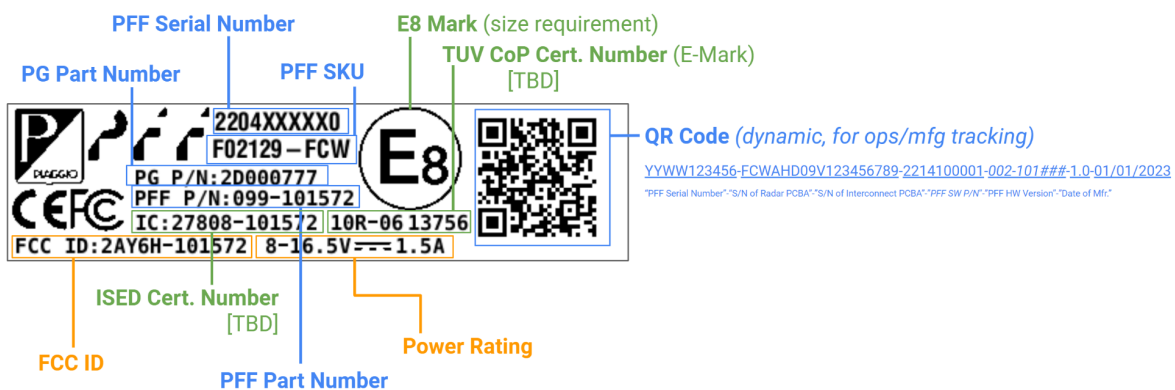 PFF Serial Number
E8 Mark (size requirement)
TUV CoP Cert. Number (E-Mark)
[TBD]
PG Part Number
PFF SKU
PIAGGIO
PFF
2204XXXXX0
F02129-FCW
E8
PG P/N:2D000777
PFF P/N:099-101572
CE FC
IC:27808-101572
10R-06 13756
FCC ID:2AY6H-101572
8-16.5V⎓1.5A
QR Code (dynamic, for ops/mfg tracking)
YYWW123456-FCWAHD09V123456789-2214100001-002-101###-1.0-01/01/2023
"PFF Serial Number"-"S/N of Radar PCBA"-"S/N of Interconnect PCBA"-"PFF SW P/N"-"PFF HW Version"-"Date of Mfr."
ISED Cert. Number
[TBD]
FCC ID
Power Rating
PFF Part Number